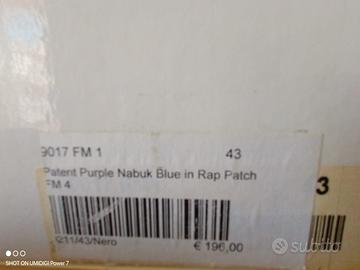 9017 FM 1 43
Patent Purple Nabuk Blue in Rap Patch
FM 4
3
0211/43/Nero € 196,00
SHOT ON UMIDIGI Power 7
subito